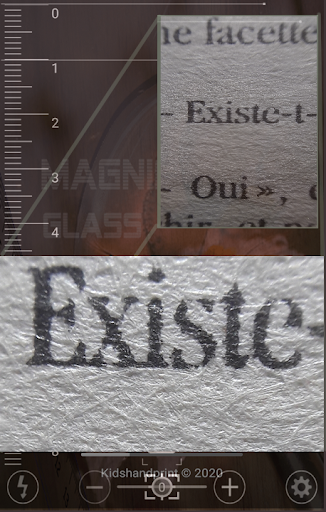 0
1
2
3
4
MAGNI
GLASS
ne facette
- Existe-t-
- Oui»,
Existe-
Kidshandprint © 2020
0